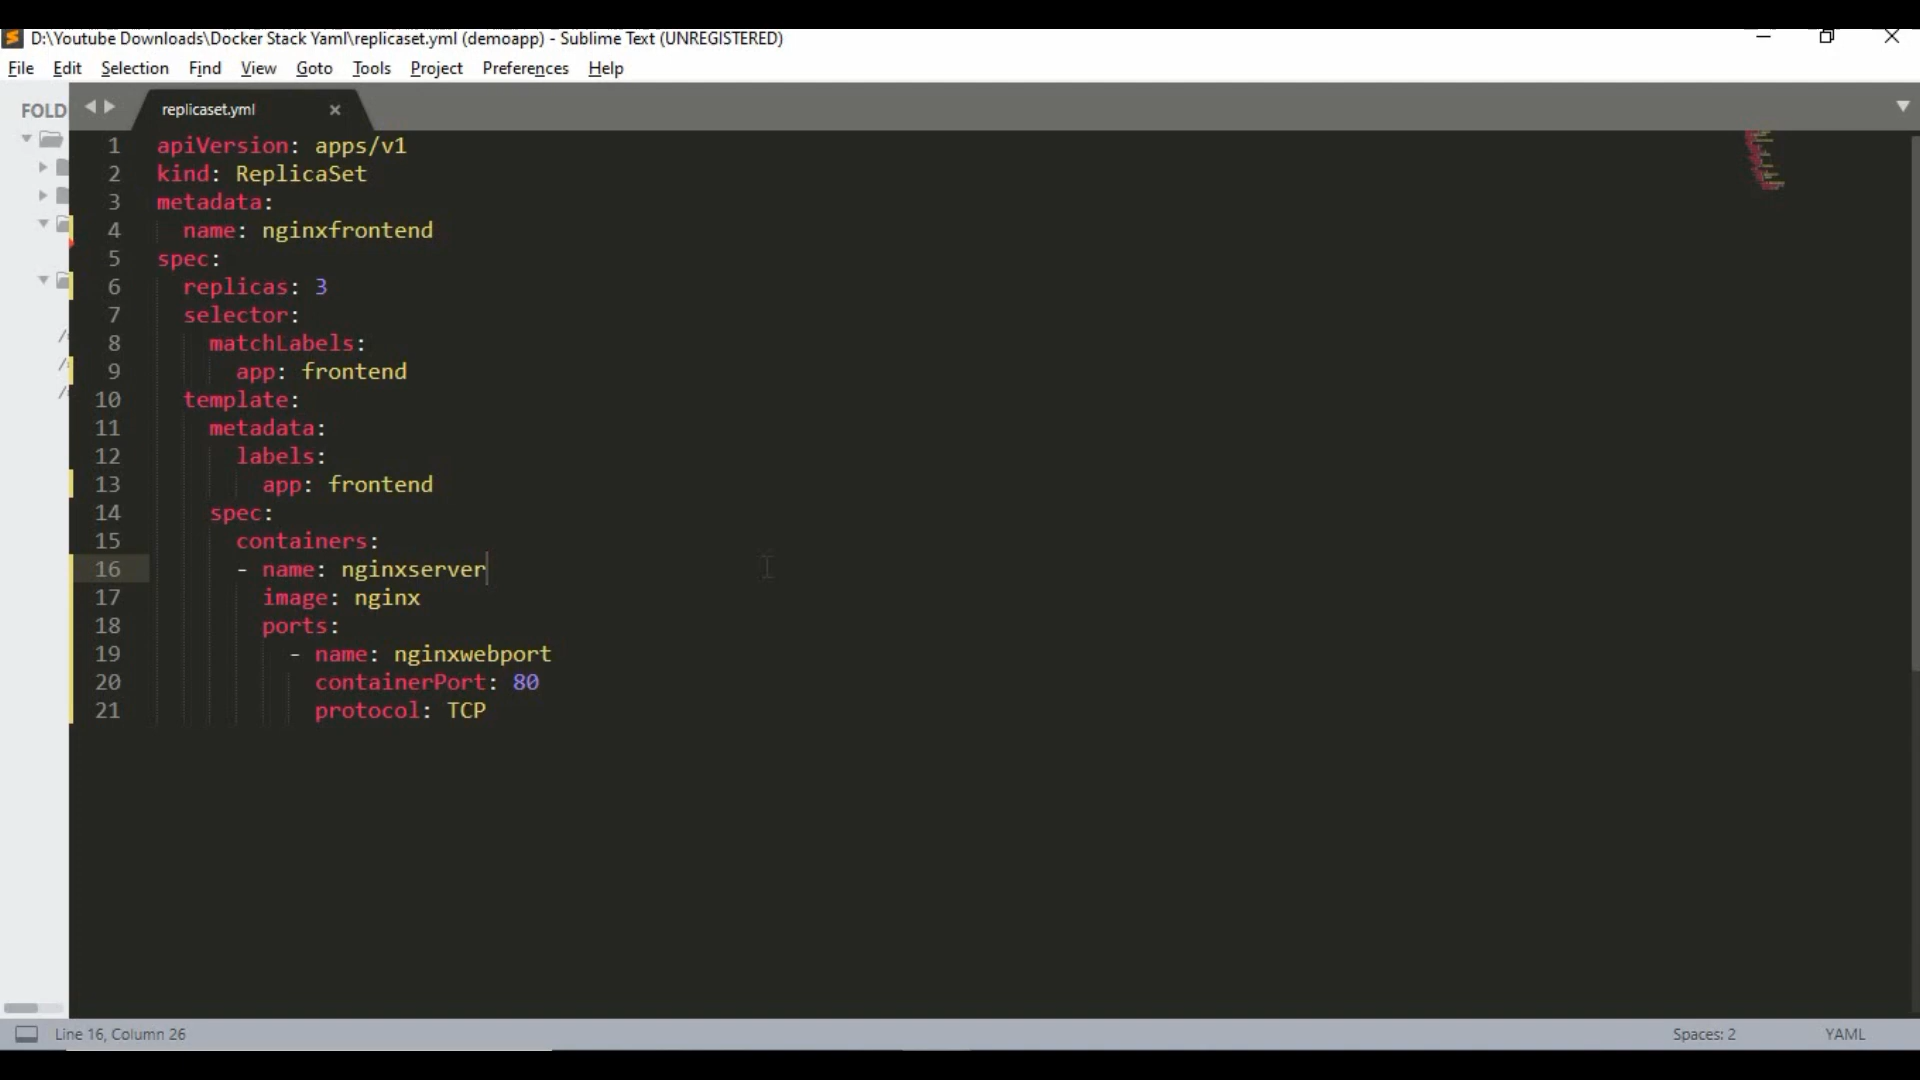 D:\Youtube Downloads\Docker Stack Yaml\replicaset.yml (demoapp) - Sublime Text (UNREGISTERED)
File Edit Selection Find View Goto Tools Project Preferences Help
FOLD
replicaset.yml
1 apiVersion: apps/v1
2 kind: ReplicaSet
3 metadata:
4   name: nginxfrontend
5 spec:
6   replicas: 3
7   selector:
8     matchLabels:
9       app: frontend
10   template:
11     metadata:
12       labels:
13         app: frontend
14     spec:
15       containers:
16       - name: nginxserver
17         image: nginx
18         ports:
19           - name: nginxwebport
20             containerPort: 80
21             protocol: TCP
Line 16, Column 26
Spaces: 2
YAML